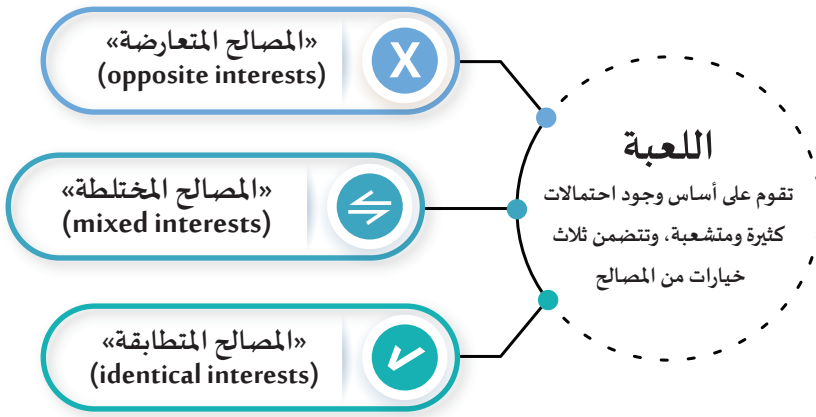 اللعبة
تقوم على أساس وجود احتمالات
كثيرة ومتشعبة، وتتضمن ثلاث
خيارات من المصالح
«المصالح المتعارضة»
(opposite interests)
X
«المصالح المختلطة»
(mixed interests)
«المصالح المتطابقة»
(identical interests)